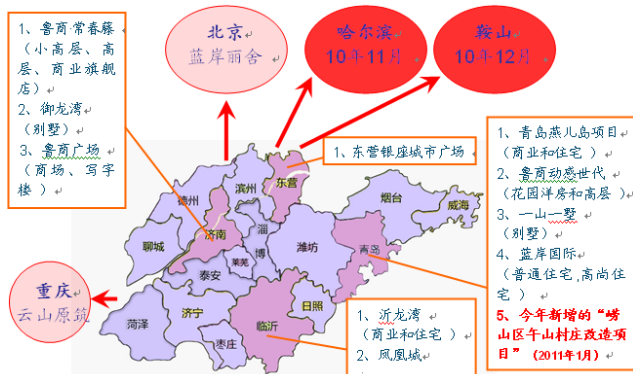 1、鲁商·常春藤
(小高层、高
层、商业旗舰
店)
2、御龙湾
(别墅)
3、鲁商广场
(商场、写字
楼)
北京
蓝岸丽舍
哈尔滨
10年11月
鞍山
10年12月
1、东营银座城市广场
1、青岛燕儿岛项目
(商业和住宅)
2、鲁商动感世代
(花园洋房和高层)
3、一山一墅
(别墅)
4、蓝岸国际
(普通住宅,高尚住
宅)
5、今年新增的“崂
山区午山村庄改造项
目”(2011年1月)
德州
滨州
东营
烟台
威海
聊城
济南
淄
博
潍坊
青岛
泰安
莱芜
重庆
云山原筑
菏泽
济宁
临沂
日照
枣庄
1、沂龙湾
(商业和住宅)
2、凤凰城